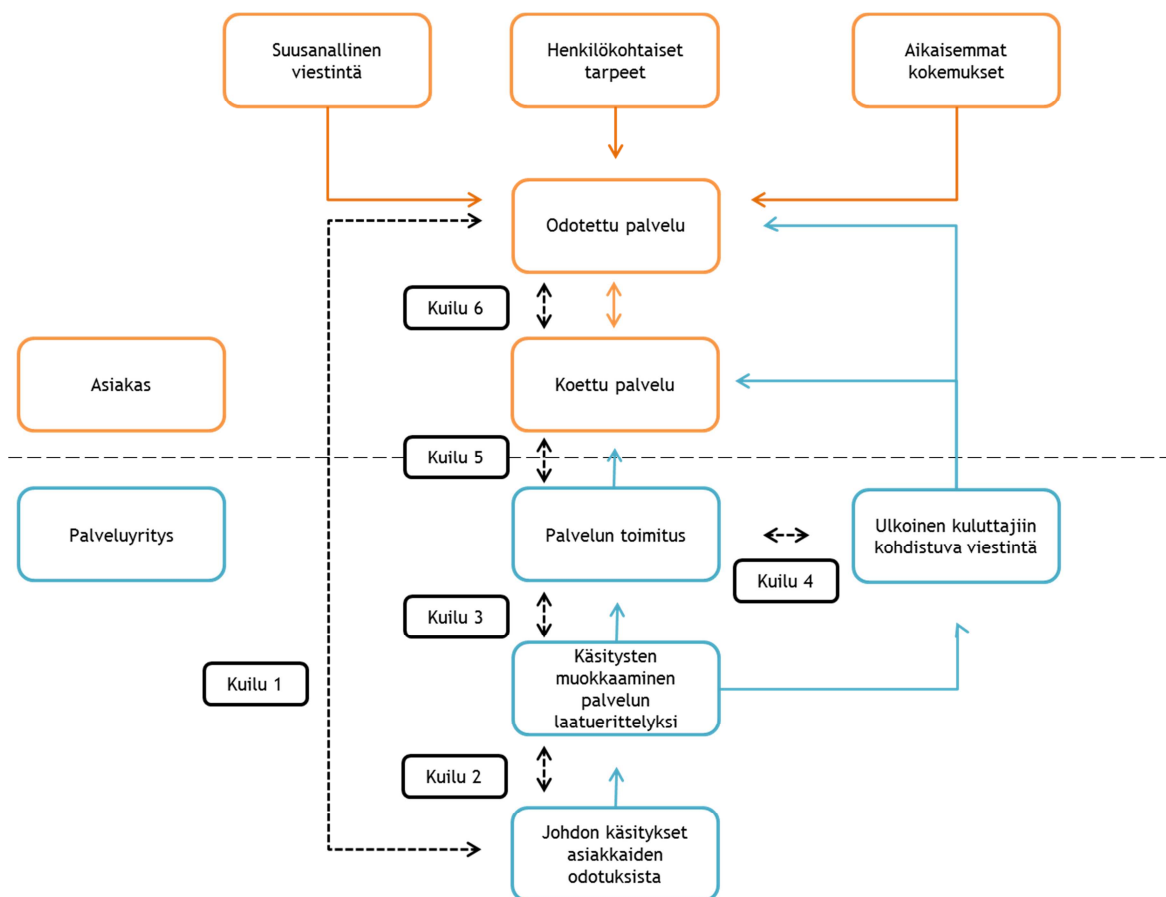 Suusanallinen
viestintä
Henkilökohtaiset
tarpeet
Aikaisemmat
kokemukset
Odotettu palvelu
Kuilu 6
Asiakas
Koettu palvelu
Kuilu 5
Palveluyritys
Palvelun toimitus
Ulkoinen kuluttajiin
kohdistuva viestintä
Kuilu 4
Kuilu 3
Kuilu 1
Käsitysten
muokkaaminen
palvelun
laatuerittelyksi
Kuilu 2
Johdon käsitykset
asiakkaiden
odotuksista